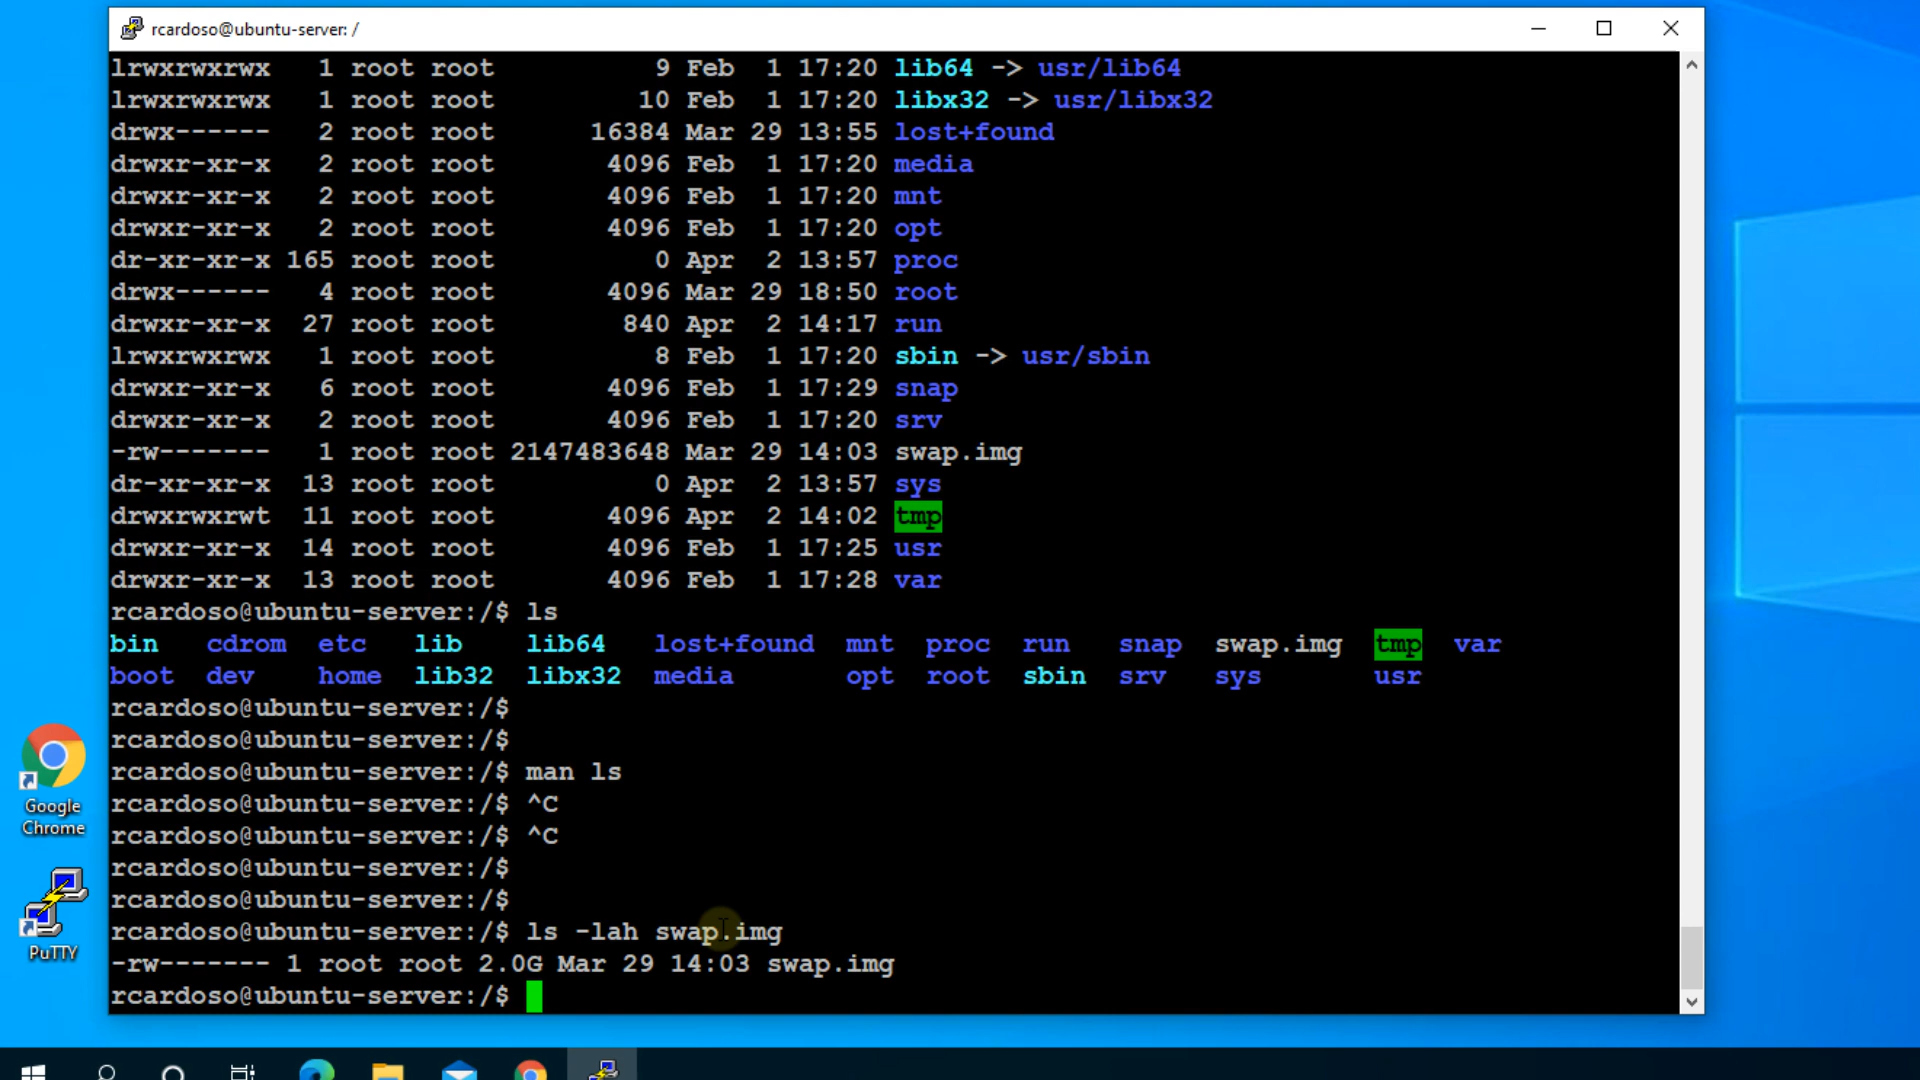 rcardoso@ubuntu-server: /
lrwxrwxrwx   1 root root          9 Feb  1 17:20 lib64 -> usr/lib64
lrwxrwxrwx   1 root root         10 Feb  1 17:20 libx32 -> usr/libx32
drwx------   2 root root      16384 Mar 29 13:55 lost+found
drwxr-xr-x   2 root root       4096 Feb  1 17:20 media
drwxr-xr-x   2 root root       4096 Feb  1 17:20 mnt
drwxr-xr-x   2 root root       4096 Feb  1 17:20 opt
dr-xr-xr-x 165 root root          0 Apr  2 13:57 proc
drwx------   4 root root       4096 Mar 29 18:50 root
drwxr-xr-x  27 root root        840 Apr  2 14:17 run
lrwxrwxrwx   1 root root          8 Feb  1 17:20 sbin -> usr/sbin
drwxr-xr-x   6 root root       4096 Feb  1 17:29 snap
drwxr-xr-x   2 root root       4096 Feb  1 17:20 srv
-rw-------   1 root root 2147483648 Mar 29 14:03 swap.img
dr-xr-xr-x  13 root root          0 Apr  2 13:57 sys
drwxrwxrwt  11 root root       4096 Apr  2 14:02 tmp
drwxr-xr-x  14 root root       4096 Feb  1 17:25 usr
drwxr-xr-x  13 root root       4096 Feb  1 17:28 var
rcardoso@ubuntu-server:/$ ls
bin   cdrom  etc   lib    lib64   lost+found  mnt  proc  run   snap  swap.img  tmp  var
boot  dev    home  lib32  libx32  media       opt  root  sbin  srv   sys       usr
rcardoso@ubuntu-server:/$
rcardoso@ubuntu-server:/$
rcardoso@ubuntu-server:/$ man ls
rcardoso@ubuntu-server:/$ ^C
rcardoso@ubuntu-server:/$ ^C
rcardoso@ubuntu-server:/$
rcardoso@ubuntu-server:/$
rcardoso@ubuntu-server:/$ ls -lah swap.img
-rw------- 1 root root 2.0G Mar 29 14:03 swap.img
rcardoso@ubuntu-server:/$
Google
Chrome
PuTTY